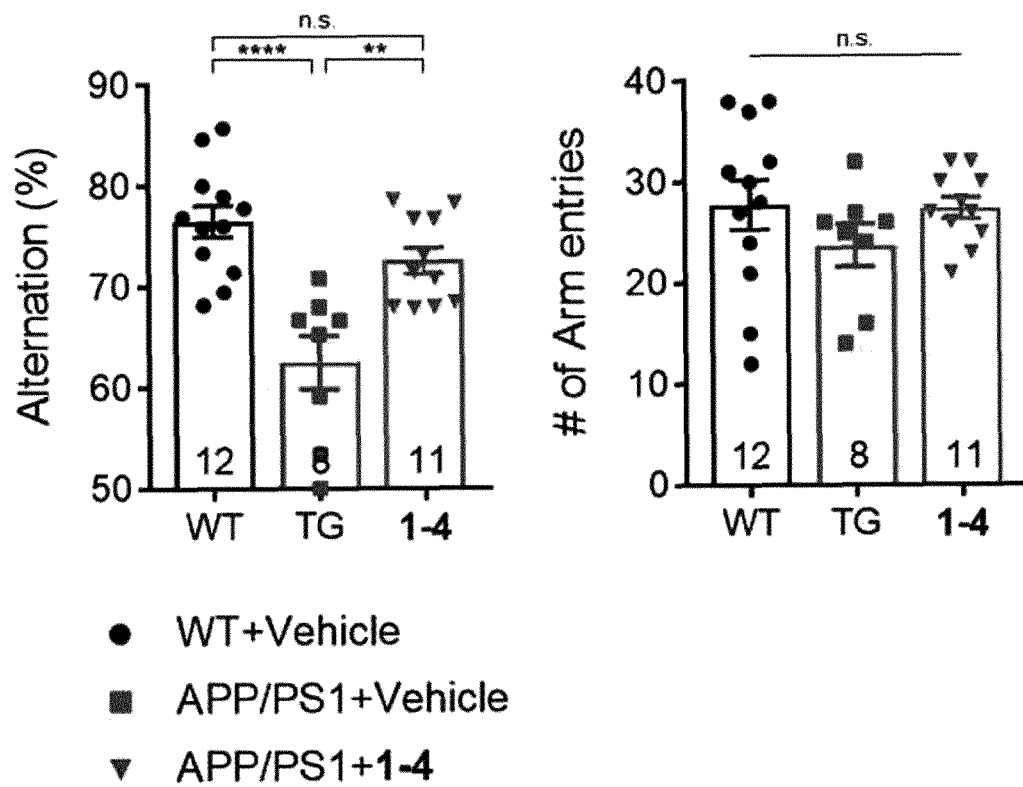 n.s.
**** **
90
80
70
60
50
Alternation (%)
12 8 11
WT TG 1-4
n.s.
40
30
20
10
0
# of Arm entries
12 8 11
WT TG 1-4
WT+Vehicle
APP/PS1+Vehicle
APP/PS1+1-4